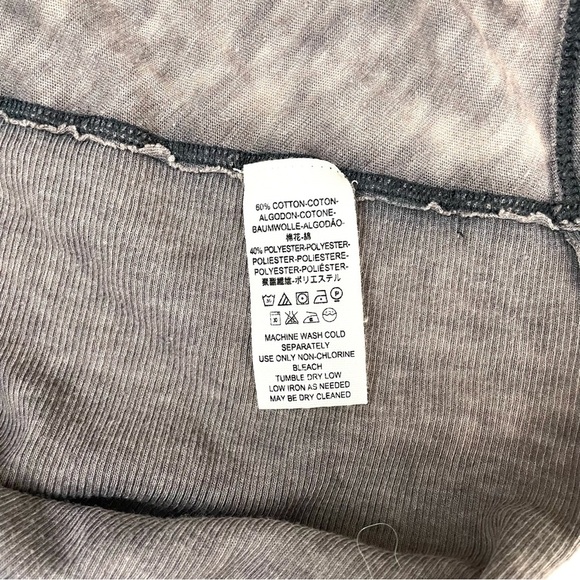 60% COTTON-COTON-
ALGODON-COTONE-
BAUMWOLLE-ALGODÃO-
棉花-綿
40% POLYESTER-POLYESTER-
POLIESTER-POLIESTERE-
POLYESTER-POLIÉSTER-
聚酯纖維-ポリエステル
MACHINE WASH COLD
SEPARATELY
USE ONLY NON-CHLORINE
BLEACH
TUMBLE DRY LOW
LOW IRON AS NEEDED
MAY BE DRY CLEANED